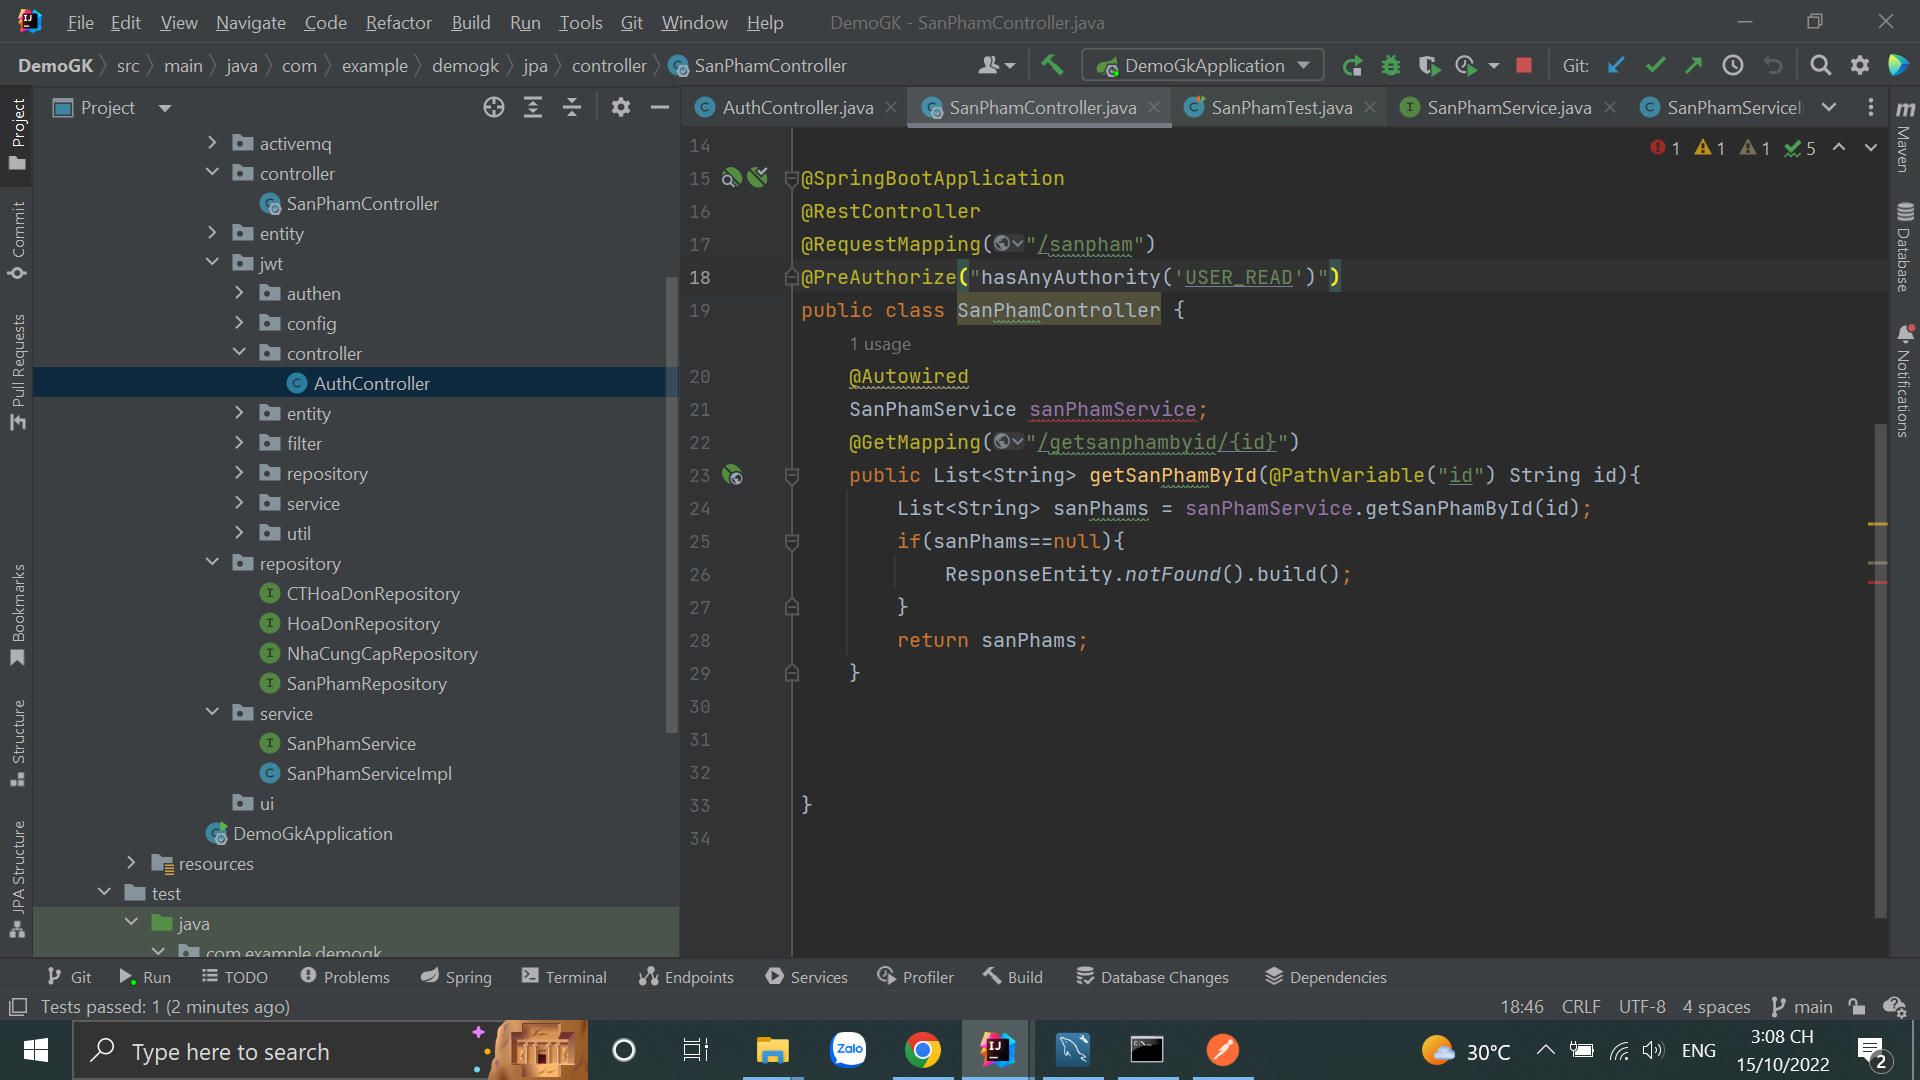 File Edit View Navigate Code Refactor Build Run Tools Git Window Help DemoGK - SanPhamController.java
DemoGK src main java com example demogk jpa controller SanPhamController DemoGkApplication Git:
Project
AuthController.java SanPhamController.java SanPhamTest.java SanPhamService.java SanPhamServiceI
Project
Commit
Pull Requests
Bookmarks
Structure
JPA Structure
activemq
controller
SanPhamController
entity
jwt
authen
config
controller
AuthController
entity
filter
repository
service
util
repository
CTHoaDonRepository
HoaDonRepository
NhaCungCapRepository
SanPhamRepository
service
SanPhamService
SanPhamServiceImpl
ui
DemoGkApplication
resources
test
java
com.example.demogk
1 1 1 5
14
15 @SpringBootApplication
16 @RestController
17 @RequestMapping("/sanpham")
18 @PreAuthorize("hasAnyAuthority('USER_READ')")
19 public class SanPhamController {
1 usage
20 @Autowired
21 SanPhamService sanPhamService;
22 @GetMapping("/getsanphambyid/{id}")
23 public List<String> getSanPhamById(@PathVariable("id") String id){
24 List<String> sanPhams = sanPhamService.getSanPhamById(id);
25 if(sanPhams==null){
26 ResponseEntity.notFound().build();
27 }
28 return sanPhams;
29 }
30
31
32
33 }
34
m
Maven
Database
Notifications
Git Run TODO Problems Spring Terminal Endpoints Services Profiler Build Database Changes Dependencies
Tests passed: 1 (2 minutes ago) 18:46 CRLF UTF-8 4 spaces main
Type here to search Zalo IJ 30°C ENG 3:08 CH
15/10/2022
2